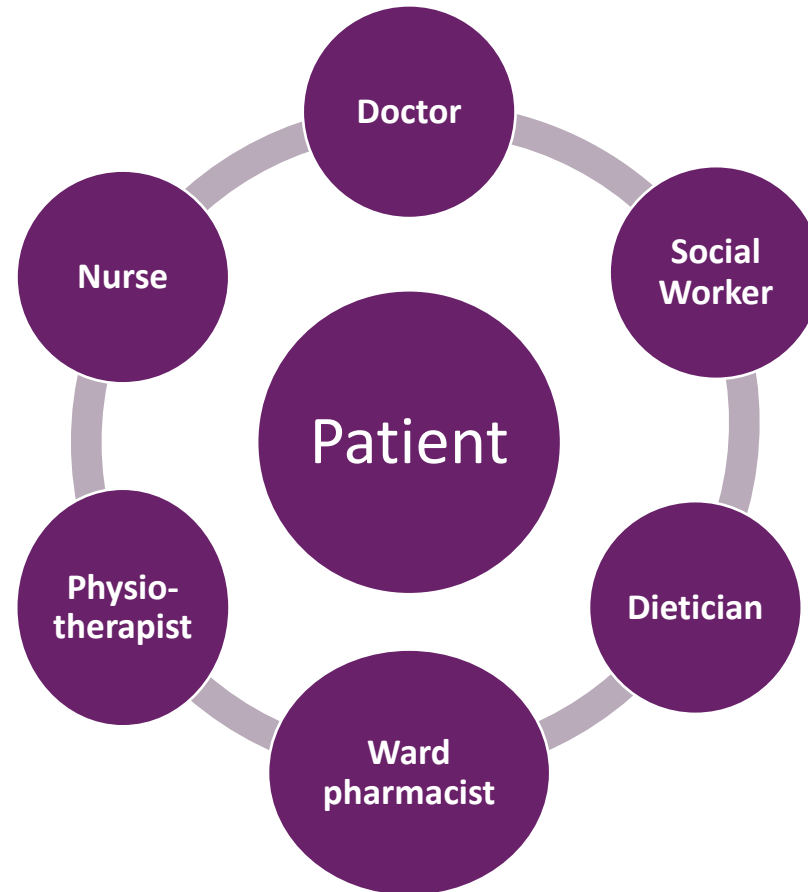 Doctor
Social
Worker
Nurse
Patient
Physio-
therapist
Dietician
Ward
pharmacist